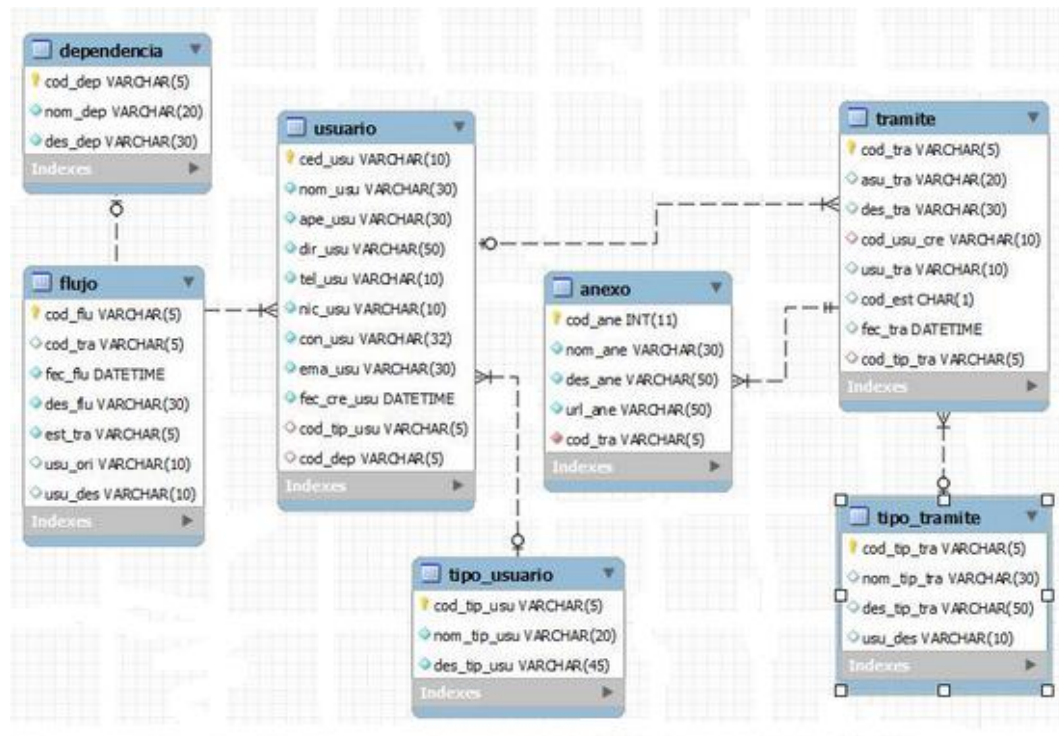 dependencia
cod_dep VARCHAR(5)
nom_dep VARCHAR(20)
des_dep VARCHAR(30)
Indexes
flujo
cod_flu VARCHAR(5)
cod_tra VARCHAR(5)
fec_flu DATETIME
des_flu VARCHAR(30)
est_tra VARCHAR(5)
usu_ori VARCHAR(10)
usu_des VARCHAR(10)
Indexes
usuario
ced_usu VARCHAR(10)
nom_usu VARCHAR(30)
ape_usu VARCHAR(30)
dir_usu VARCHAR(50)
tel_usu VARCHAR(10)
nic_usu VARCHAR(10)
con_usu VARCHAR(32)
ema_usu VARCHAR(30)
fec_cre_usu DATETIME
cod_tip_usu VARCHAR(5)
cod_dep VARCHAR(5)
Indexes
tipo_usuario
cod_tip_usu VARCHAR(5)
nom_tip_usu VARCHAR(20)
des_tip_usu VARCHAR(45)
Indexes
anexo
cod_ane INT(11)
nom_ane VARCHAR(30)
des_ane VARCHAR(50)
url_ane VARCHAR(50)
cod_tra VARCHAR(5)
Indexes
tramite
cod_tra VARCHAR(5)
asu_tra VARCHAR(20)
des_tra VARCHAR(30)
cod_usu_cre VARCHAR(10)
usu_tra VARCHAR(10)
cod_est CHAR(1)
fec_tra DATETIME
cod_tip_tra VARCHAR(5)
Indexes
tipo_tramite
cod_tip_tra VARCHAR(5)
nom_tip_tra VARCHAR(30)
des_tip_tra VARCHAR(50)
usu_des VARCHAR(10)
Indexes